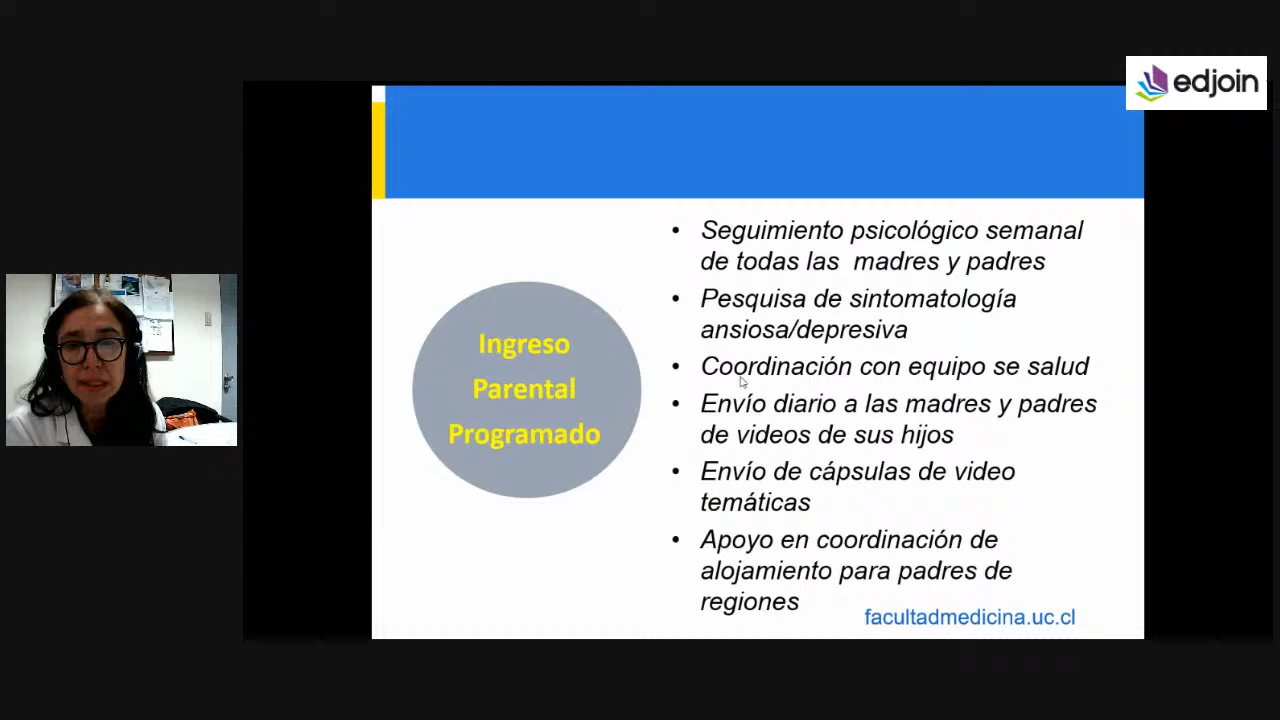 edjoin
Ingreso
Parental
Programado
• Seguimiento psicológico semanal
de todas las madres y padres
• Pesquisa de sintomatología
ansiosa/depresiva
• Coordinación con equipo se salud
• Envío diario a las madres y padres
de videos de sus hijos
• Envío de cápsulas de video
temáticas
• Apoyo en coordinación de
alojamiento para padres de
regiones
facultadmedicina.uc.cl